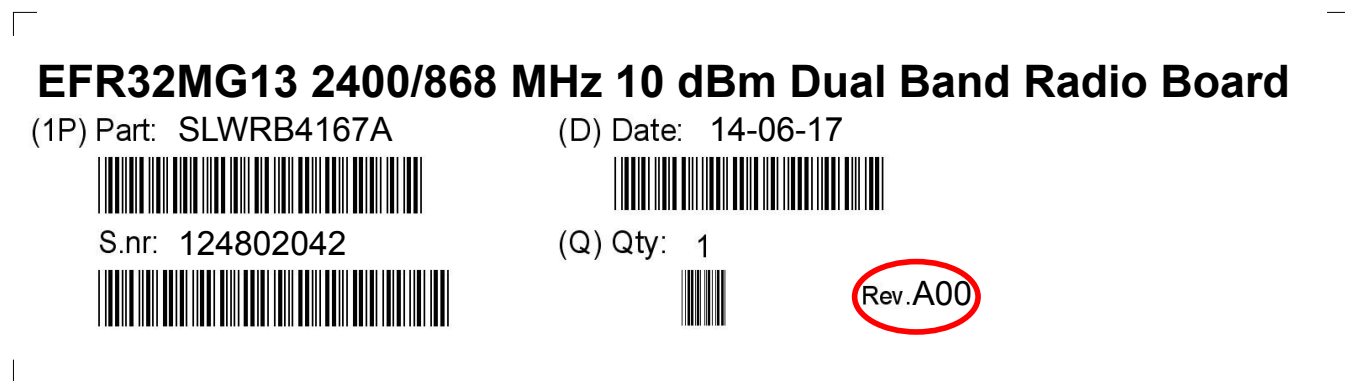 EFR32MG13 2400/868 MHz 10 dBm Dual Band Radio Board
(1P) Part: SLWRB4167A (D) Date: 14-06-17
S.nr: 124802042 (Q) Qty: 1
Rev.A00